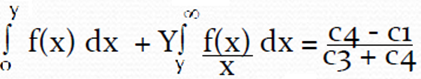 ∫₀ʸ f(x) dx + Y∫ᵧ^∞ f(x)/x dx = (c4 - c1)/(c3 + c4)